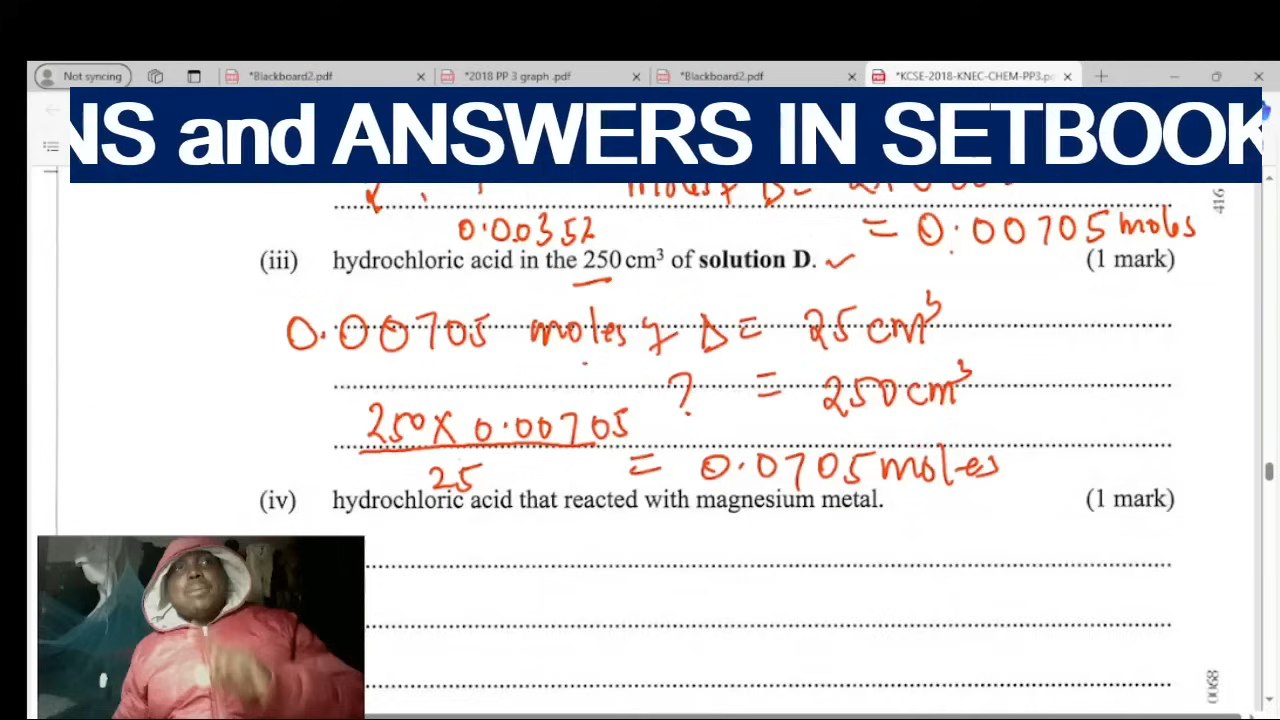 Not syncing
*Blackboard2.pdf
*2018 PP 3 graph .pdf
*Blackboard2.pdf
*KCSE-2018-KNEC-CHEM-PP3.p
NS and ANSWERS IN SETBOOK
416
0.00352
= 0.00705 moles
(iii) hydrochloric acid in the 250 cm³ of solution D. ✓ (1 mark)
0.00705 moles of D = 25 cm³
? = 250 cm³
250 x 0.00705
25
= 0.0705 moles
(iv) hydrochloric acid that reacted with magnesium metal. (1 mark)
0068